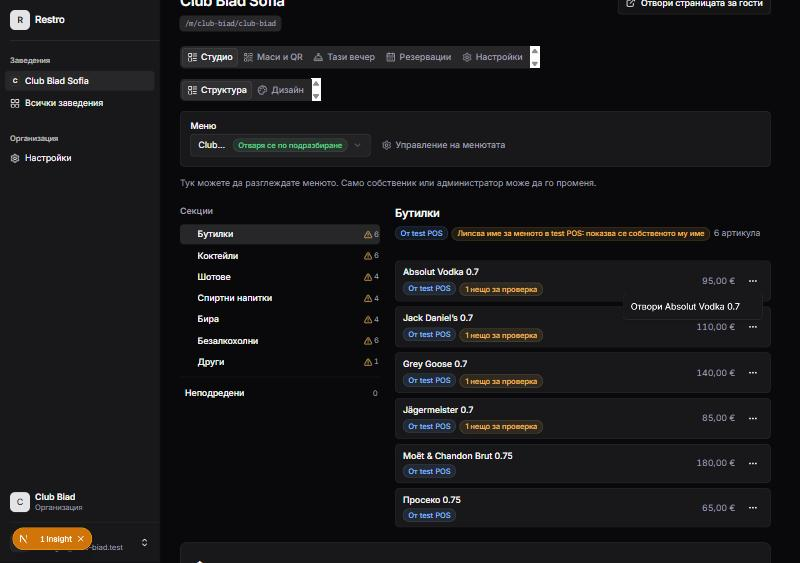 R Restro
Заведения
C Club Biad Sofia
Всички заведения
Организация
Настройки
C Club Biad
Организация
N 1 Insight ×
-biad.test
Club Biad Sofia
Отвори страницата за гости
/m/club-biad/club-biad
Студио Маси и QR Тази вечер Резервации Настройки
Структура Дизайн
Меню
Club... Отваря се по подразбиране
Управление на менютата
Тук можете да разглеждате менюто. Само собственик или администратор може да го променя.
Секции
Бутилки 6
Коктейли 6
Шотове 4
Спиртни напитки 4
Бира 4
Безалкохолни 6
Други 1
Неподредени 0
Бутилки
От test POS Липсва име за менюто в test POS: показва се собственото му име 6 артикула
Absolut Vodka 0.7
От test POS 1 нещо за проверка
95,00 € ...
Отвори Absolut Vodka 0.7
Jack Daniel's 0.7
От test POS 1 нещо за проверка
110,00 € ...
Grey Goose 0.7
От test POS 1 нещо за проверка
140,00 € ...
Jägermeister 0.7
От test POS 1 нещо за проверка
85,00 € ...
Moët & Chandon Brut 0.75
От test POS
180,00 € ...
Просеко 0.75
От test POS
65,00 € ...